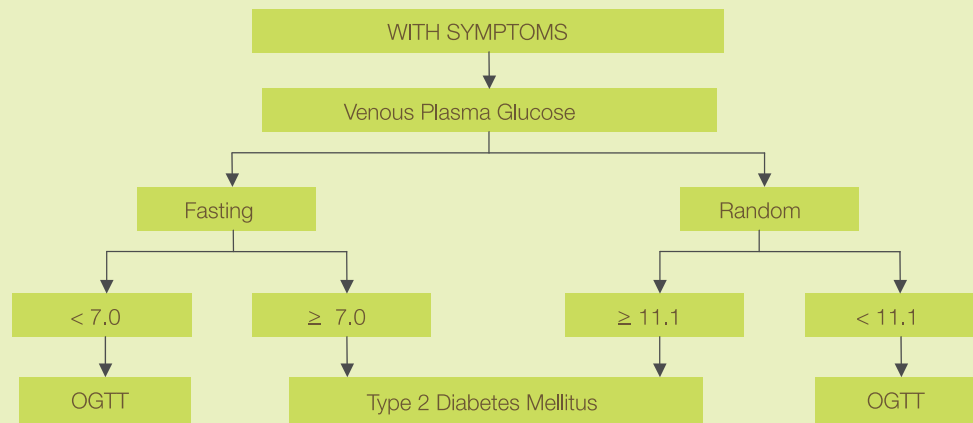 WITH SYMPTOMS
Venous Plasma Glucose
Fasting
Random
< 7.0
≥ 7.0
≥ 11.1
< 11.1
OGTT
Type 2 Diabetes Mellitus
OGTT